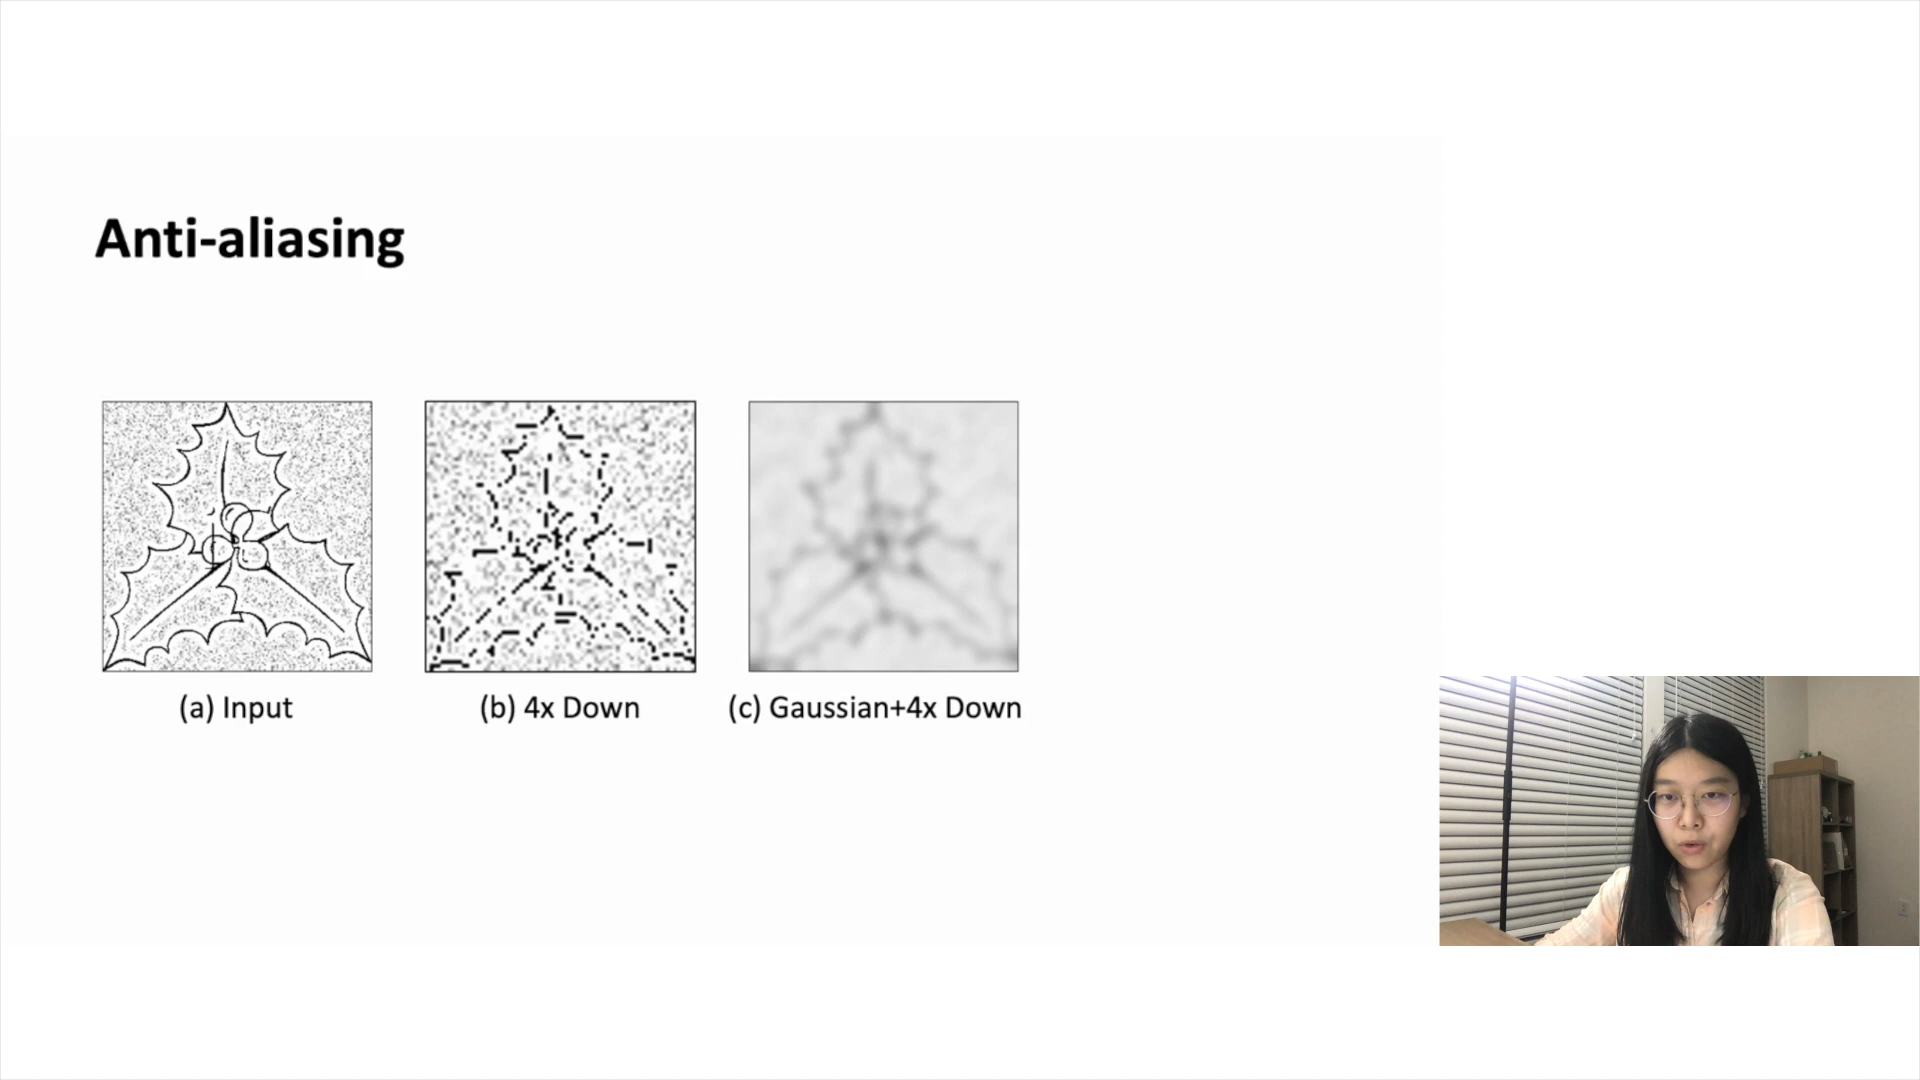 Anti-aliasing
(a) Input
(b) 4x Down
(c) Gaussian+4x Down